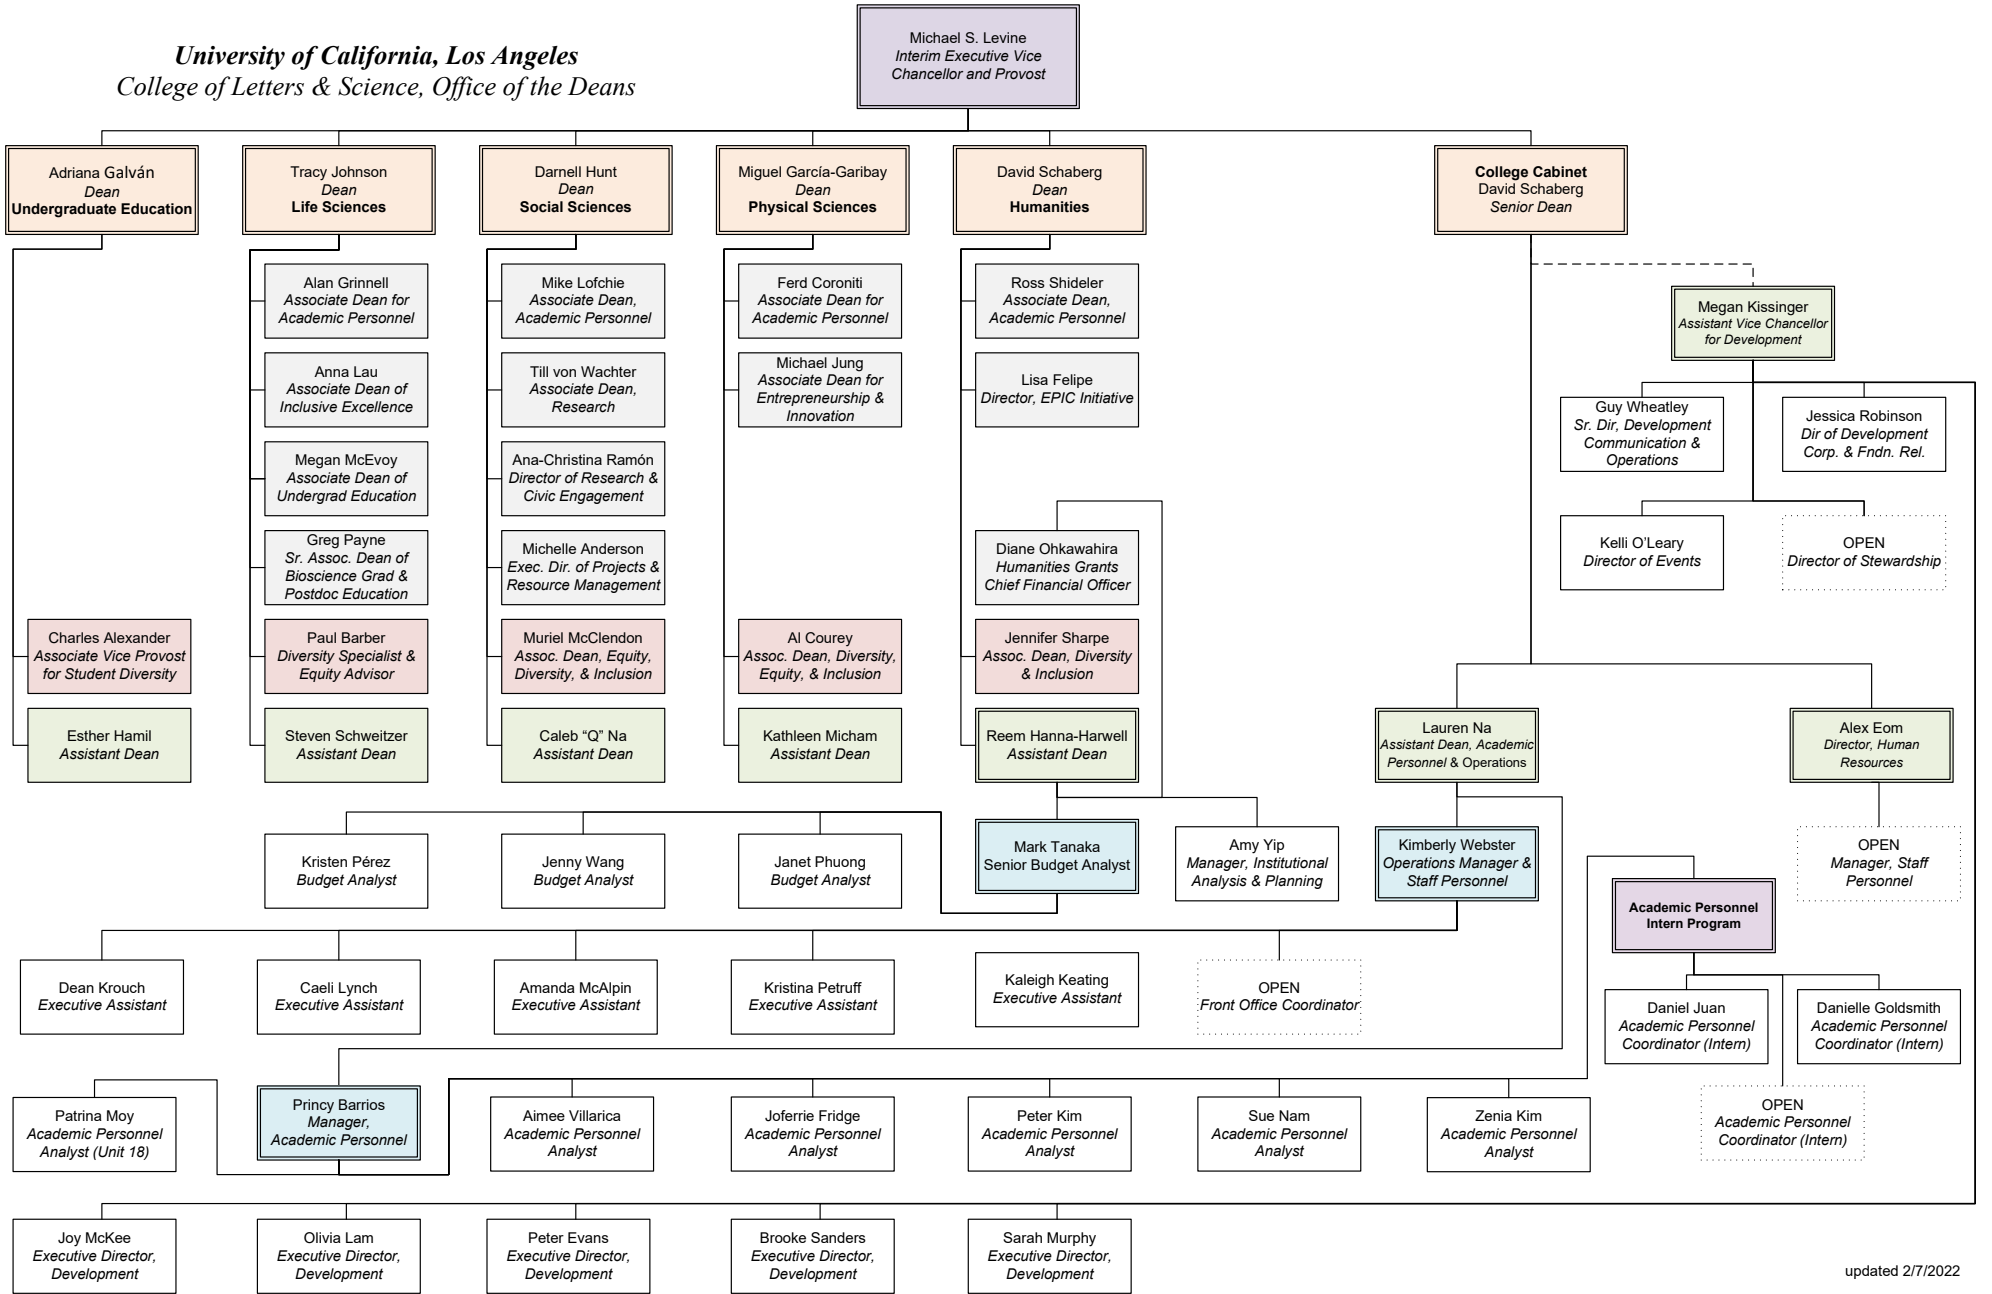 University of California, Los Angeles
College of Letters & Science, Office of the Deans
Michael S. Levine
Interim Executive Vice
Chancellor and Provost
Adriana Galván
Dean
Undergraduate Education
Tracy Johnson
Dean
Life Sciences
Darnell Hunt
Dean
Social Sciences
Miguel García-Garibay
Dean
Physical Sciences
David Schaberg
Dean
Humanities
College Cabinet
David Schaberg
Senior Dean
Alan Grinnell
Associate Dean for
Academic Personnel
Mike Lofchie
Associate Dean,
Academic Personnel
Ferd Coroniti
Associate Dean for
Academic Personnel
Ross Shideler
Associate Dean,
Academic Personnel
Megan Kissinger
Assistant Vice Chancellor
for Development
Anna Lau
Associate Dean of
Inclusive Excellence
Till von Wachter
Associate Dean,
Research
Michael Jung
Associate Dean for
Entrepreneurship &
Innovation
Lisa Felipe
Director, EPIC Initiative
Guy Wheatley
Sr. Dir, Development
Communication &
Operations
Jessica Robinson
Dir of Development
Corp. & Fndn. Rel.
Megan McEvoy
Associate Dean of
Undergrad Education
Ana-Christina Ramón
Director of Research &
Civic Engagement
Greg Payne
Sr. Assoc. Dean of
Bioscience Grad &
Postdoc Education
Michelle Anderson
Exec. Dir. of Projects &
Resource Management
Diane Ohkawahira
Humanities Grants
Chief Financial Officer
Kelli O’Leary
Director of Events
OPEN
Director of Stewardship
Charles Alexander
Associate Vice Provost
for Student Diversity
Paul Barber
Diversity Specialist &
Equity Advisor
Muriel McClendon
Assoc. Dean, Equity,
Diversity, & Inclusion
Al Courey
Assoc. Dean, Diversity,
Equity, & Inclusion
Jennifer Sharpe
Assoc. Dean, Diversity
& Inclusion
Esther Hamil
Assistant Dean
Steven Schweitzer
Assistant Dean
Caleb “Q” Na
Assistant Dean
Kathleen Micham
Assistant Dean
Reem Hanna-Harwell
Assistant Dean
Lauren Na
Assistant Dean, Academic
Personnel & Operations
Alex Eom
Director, Human
Resources
Kristen Pérez
Budget Analyst
Jenny Wang
Budget Analyst
Janet Phuong
Budget Analyst
Mark Tanaka
Senior Budget Analyst
Amy Yip
Manager, Institutional
Analysis & Planning
Kimberly Webster
Operations Manager &
Staff Personnel
OPEN
Manager, Staff
Personnel
Academic Personnel
Intern Program
Dean Krouch
Executive Assistant
Caeli Lynch
Executive Assistant
Amanda McAlpin
Executive Assistant
Kristina Petruff
Executive Assistant
Kaleigh Keating
Executive Assistant
OPEN
Front Office Coordinator
Daniel Juan
Academic Personnel
Coordinator (Intern)
Danielle Goldsmith
Academic Personnel
Coordinator (Intern)
Patrina Moy
Academic Personnel
Analyst (Unit 18)
Princy Barrios
Manager,
Academic Personnel
Aimee Villarica
Academic Personnel
Analyst
Joferrie Fridge
Academic Personnel
Analyst
Peter Kim
Academic Personnel
Analyst
Sue Nam
Academic Personnel
Analyst
Zenia Kim
Academic Personnel
Analyst
OPEN
Academic Personnel
Coordinator (Intern)
Joy McKee
Executive Director,
Development
Olivia Lam
Executive Director,
Development
Peter Evans
Executive Director,
Development
Brooke Sanders
Executive Director,
Development
Sarah Murphy
Executive Director,
Development
updated 2/7/2022